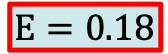 E = 0.18